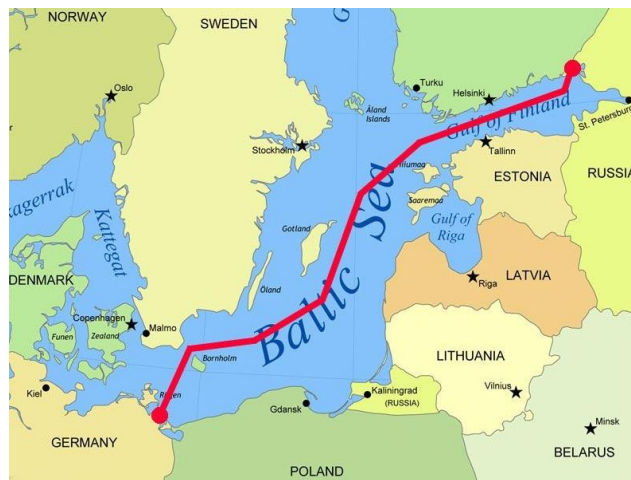 NORWAY
SWEDEN
G
Oslo
Turku
Helsinki
Åland
Islands
Gulf of Finland
St. Petersburg
Stockholm
Tallinn
Hiiumaa
ESTONIA
RUSSIA
kagerrak
Kattegat
Saaremaa
Baltic Sea
Gotland
Gulf of
Riga
DENMARK
Öland
Riga
LATVIA
Copenhagen
Malmo
Funen
Zealand
Bornholm
LITHUANIA
Kiel
Kaliningrad
(RUSSIA)
Vilnius
Gdansk
Minsk
GERMANY
BELARUS
POLAND